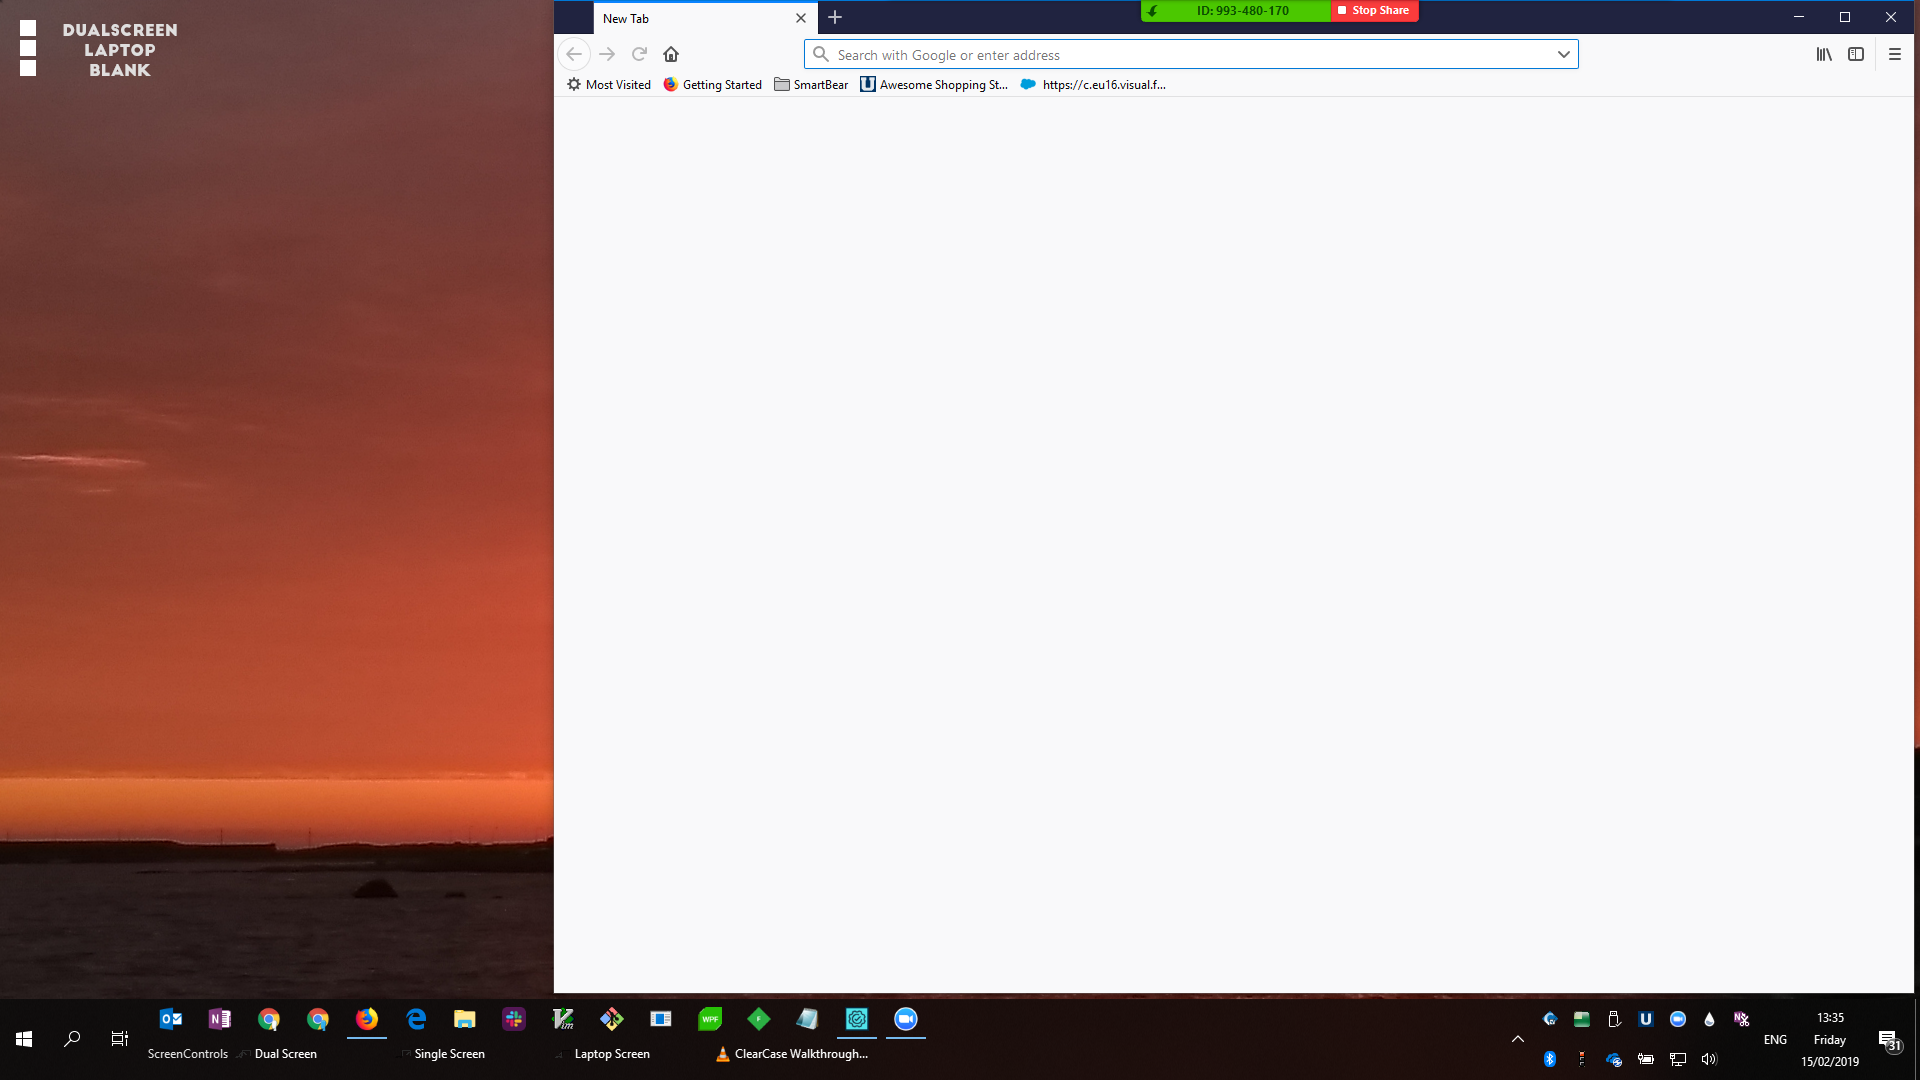 DUALSCREEN
LAPTOP
BLANK
New Tab
ID: 993-480-170
Stop Share
Search with Google or enter address
Most Visited
Getting Started
SmartBear
Awesome Shopping St...
https://c.eu16.visual.f...
ScreenControls
Dual Screen
Single Screen
Laptop Screen
ClearCase Walkthrough...
ENG
13:35
Friday
15/02/2019
31